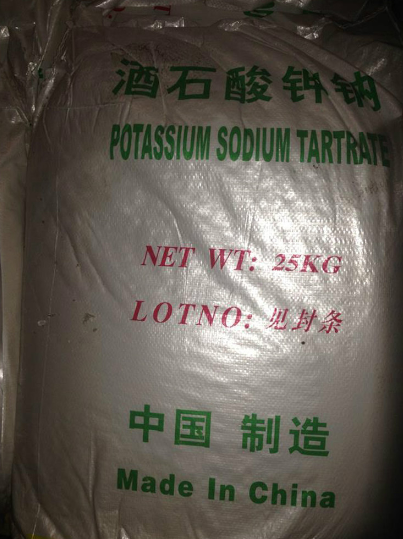 酒石酸钾钠
POTASSIUM SODIUM TARTRATE
NET WT: 25KG
LOTNO: 见封条
中国 制造
Made In China